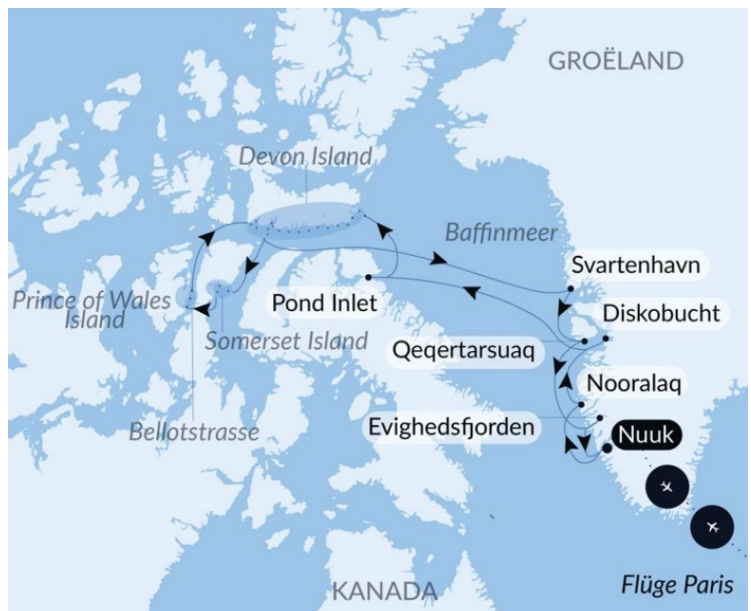 GROËLAND
Devon Island
Baffinmeer
Svartenhavn
Prince of Wales
Island
Pond Inlet
Diskobucht
Somerset Island
Qeqertarsuaq
Nooralaq
Bellotstrasse
Evighedsfjorden
Nuuk
KANADA
Flüge Paris